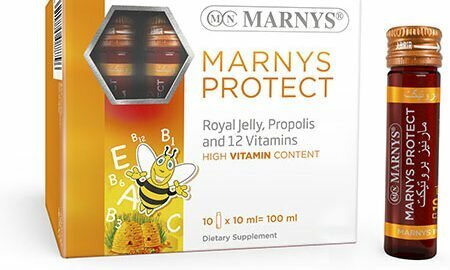 MN MARNYS®
MARNYS
PROTECT
Royal Jelly, Propolis
and 12 Vitamins
HIGH VITAMIN CONTENT
10 x 10 ml= 100 ml
Dietary Supplement
B12
B1
E
B6
A
C
MN MARNYS®
MARNYS PROTECT
مارنيز بروتيكت